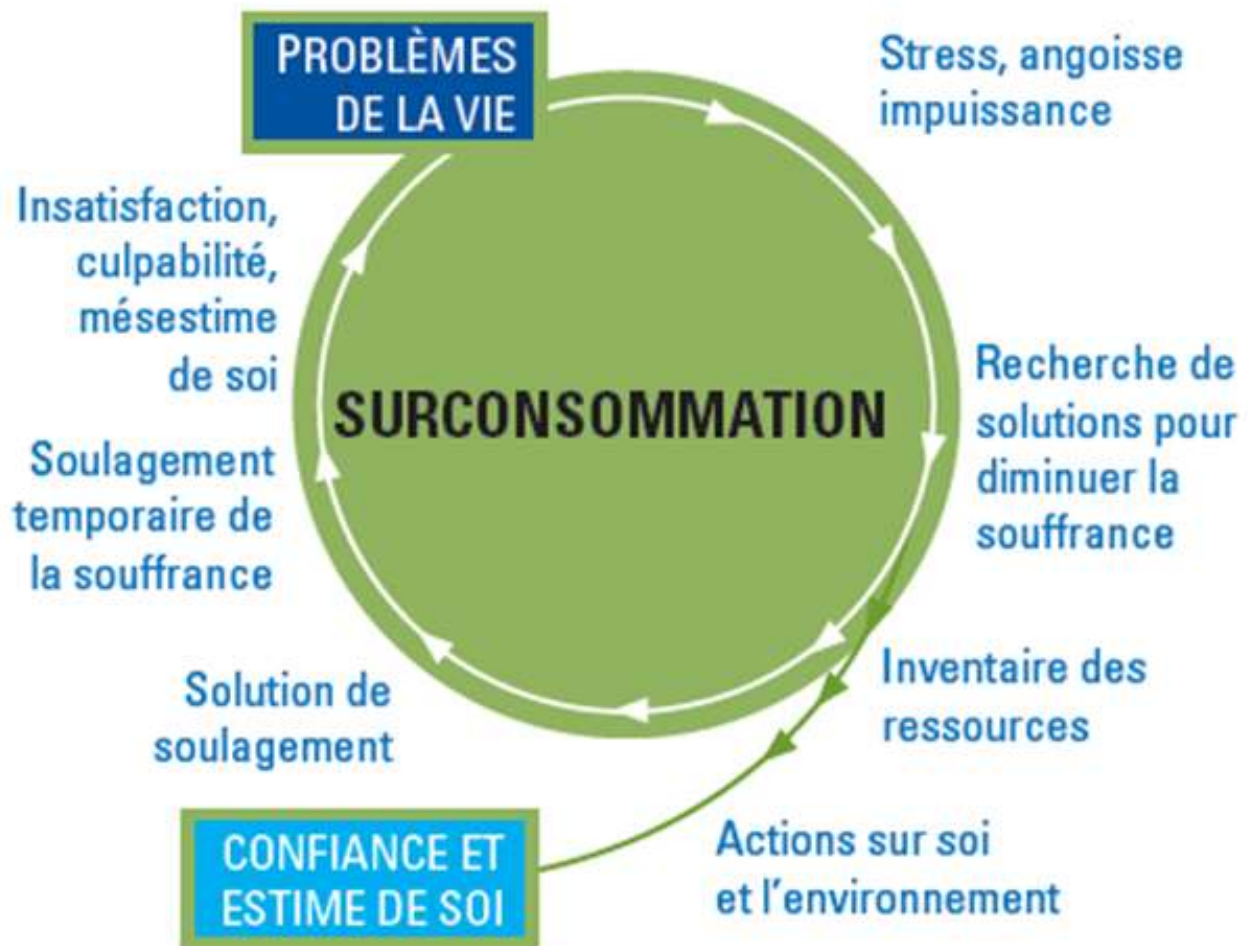 PROBLÈMES
DE LA VIE
Stress, angoisse
impuissance
Recherche de
solutions pour
diminuer la
souffrance
Inventaire des
ressources
Actions sur soi
et l'environnement
CONFIANCE ET
ESTIME DE SOI
Solution de
soulagement
Soulagement
temporaire de
la souffrance
Insatisfaction,
culpabilité,
mésestime
de soi
SURCONSOMMATION